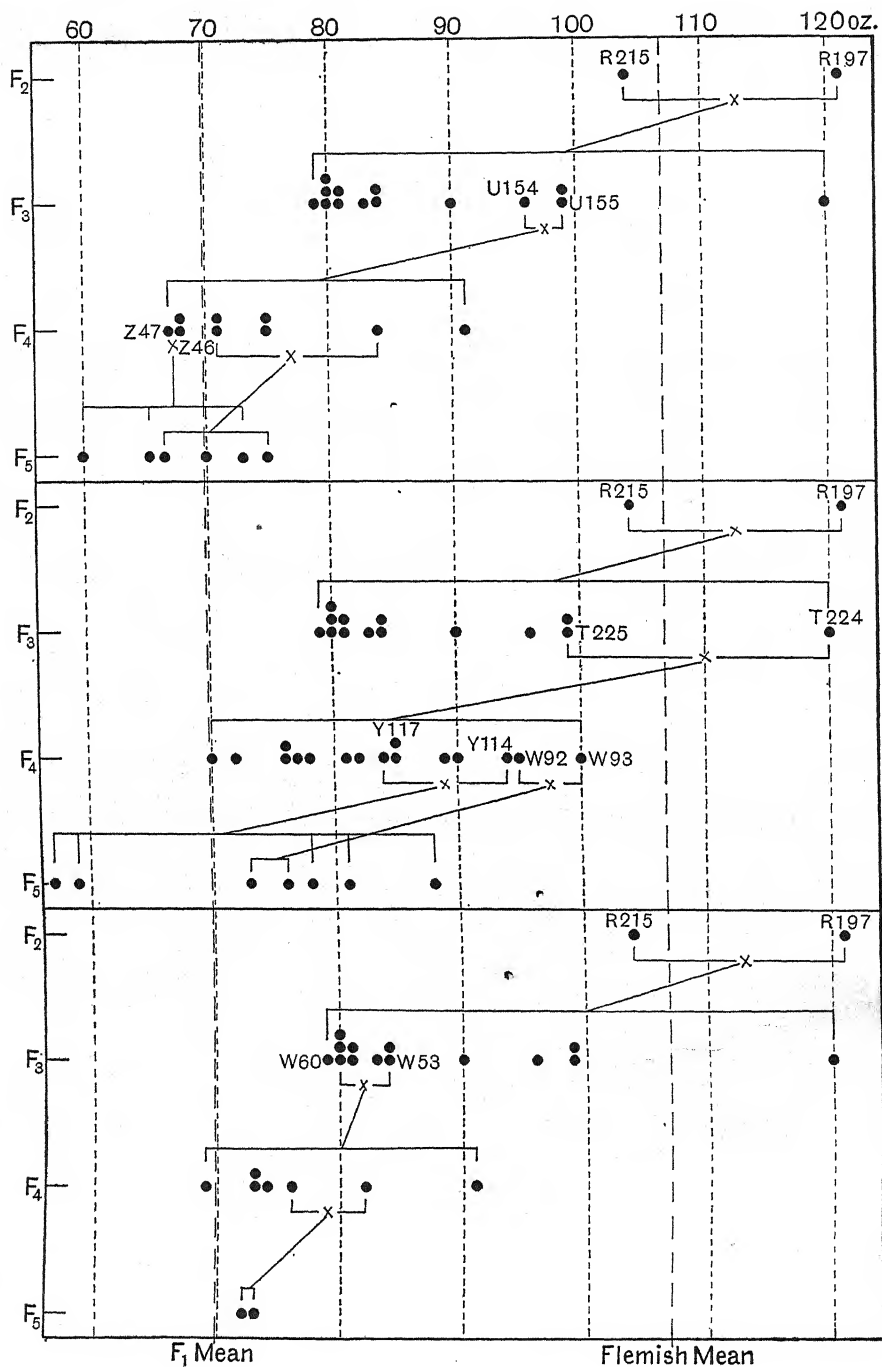 60 70 80 90 100 110 120 oz.
R215 R197
F2
U154
F3 U155
F4 Z47 Z46
F5
R215 R197
F2
T224
F3 T225
Y117
Y114
F4 W92 W93
F5
R215 R197
F2
F3 W60 W53
F4
F5
F1 Mean Flemish Mean